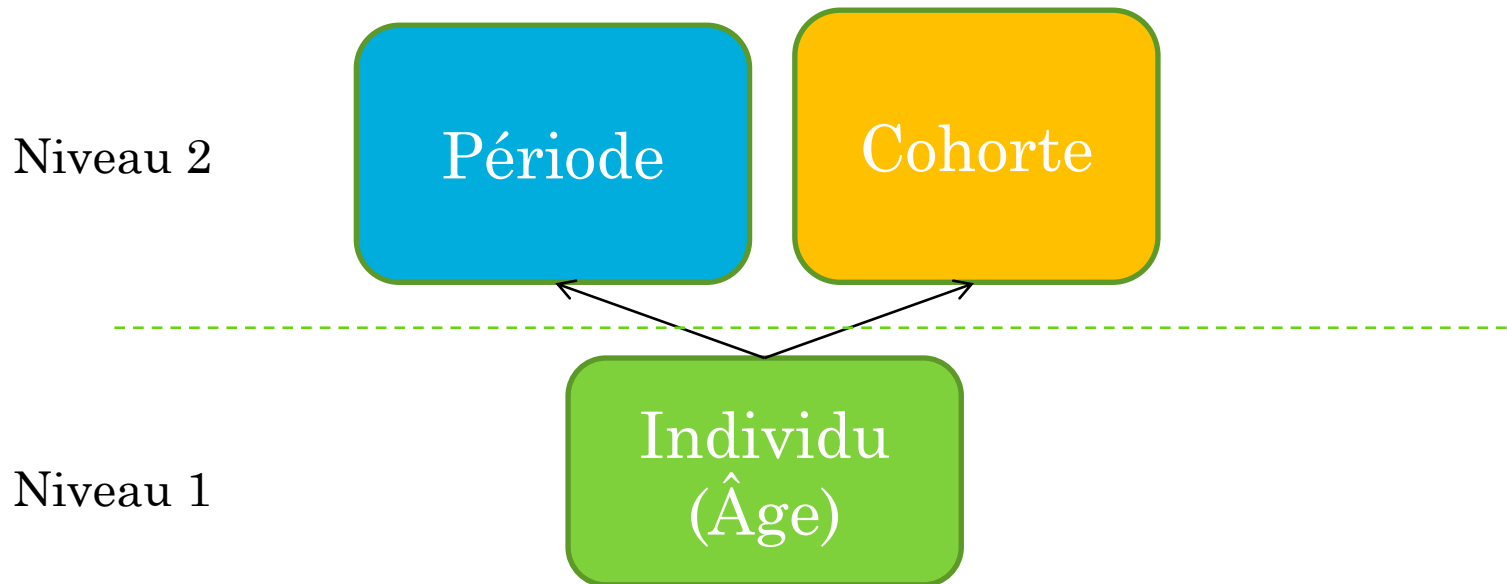 Niveau 2
Période
Cohorte
Niveau 1
Individu
(Âge)